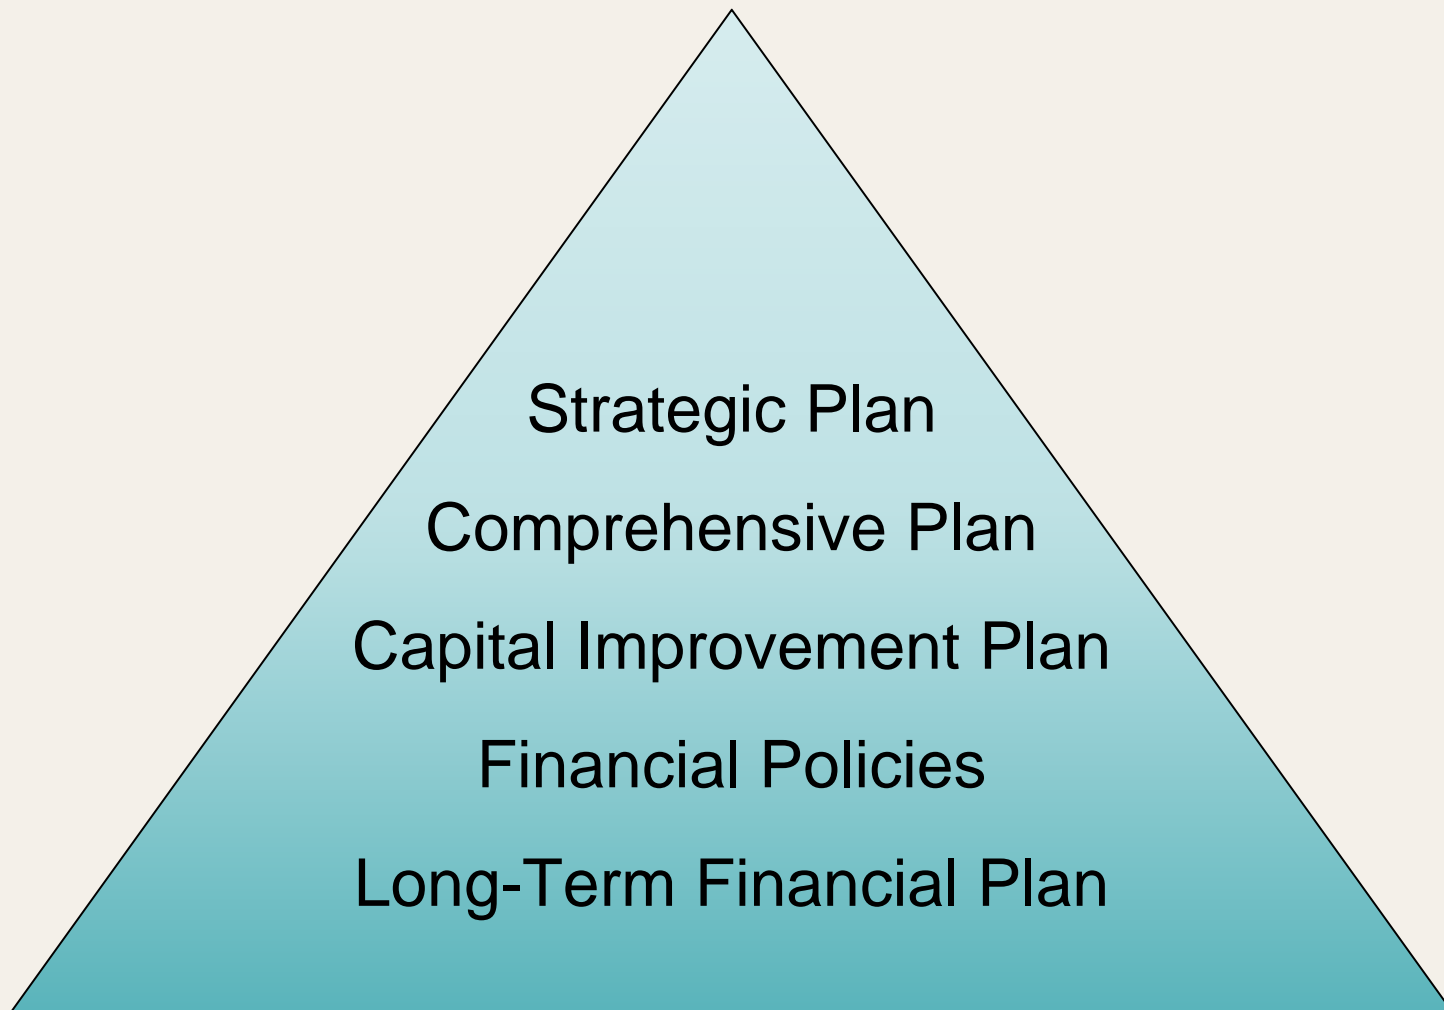 Strategic Plan
Comprehensive Plan
Capital Improvement Plan
Financial Policies
Long-Term Financial Plan